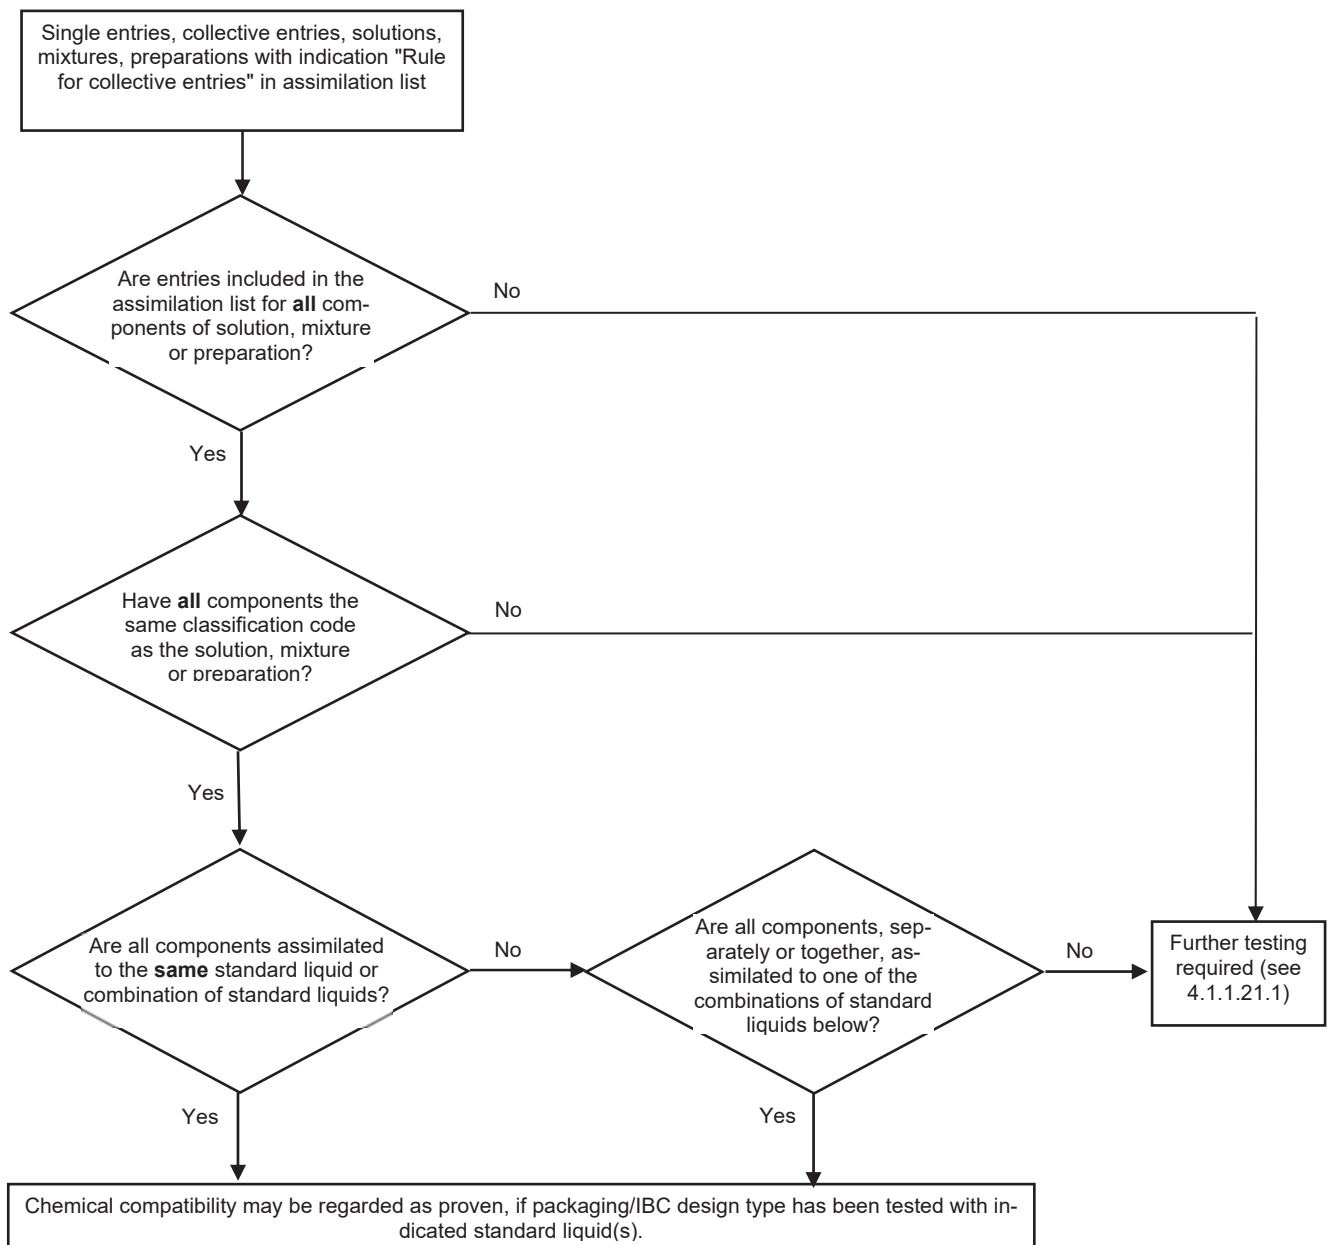 Single entries, collective entries, solutions,
mixtures, preparations with indication "Rule
for collective entries" in assimilation list
Are entries included in the
assimilation list for all com-
ponents of solution, mixture
or preparation?
No
Yes
Have all components the
same classification code
as the solution, mixture
or preparation?
No
Yes
Are all components assimilated
to the same standard liquid or
combination of standard liquids?
No
Are all components, sep-
arately or together, as-
similated to one of the
combinations of standard
liquids below?
No
Further testing
required (see
4.1.1.21.1)
Yes
Yes
Chemical compatibility may be regarded as proven, if packaging/IBC design type has been tested with in-
dicated standard liquid(s).